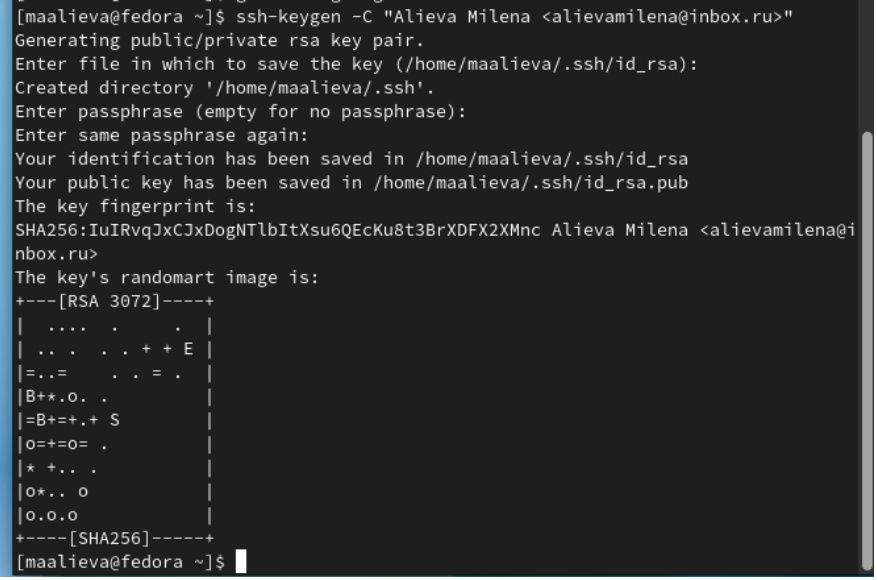 [maalieva@fedora ~]$ ssh-keygen -C "Alieva Milena <alievamilena@inbox.ru>"
Generating public/private rsa key pair.
Enter file in which to save the key (/home/maalieva/.ssh/id_rsa):
Created directory '/home/maalieva/.ssh'.
Enter passphrase (empty for no passphrase):
Enter same passphrase again:
Your identification has been saved in /home/maalieva/.ssh/id_rsa
Your public key has been saved in /home/maalieva/.ssh/id_rsa.pub
The key fingerprint is:
SHA256:IuIRvqJxCJxDogNTlbItXsu6QEcKu8t3BrXDFX2XMnc Alieva Milena <alievamilena@i
nbox.ru>
The key's randomart image is:
+---[RSA 3072]----+
|  ....  .     .  |
| .. .  . . + + E |
|=..=    . . = .  |
|B+*.o. .         |
|=B+=+.+ S        |
|o=+=o= .         |
|* +.. .          |
|o*.. o           |
|o.o.o            |
+----[SHA256]-----+
[maalieva@fedora ~]$